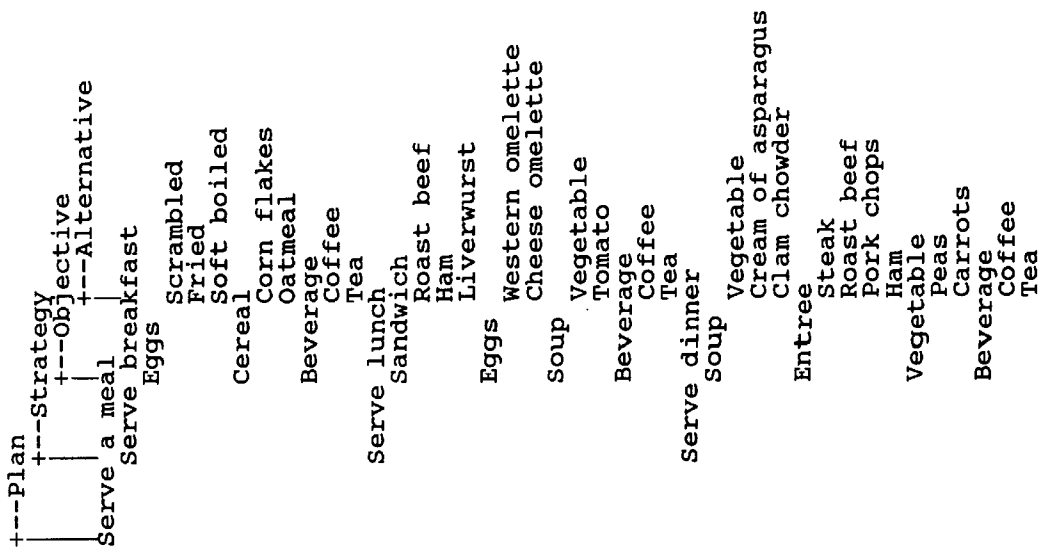 +---Plan
+---Strategy
+---Objective
+--Alternative
Serve a meal
Serve breakfast
Eggs
Scrambled
Fried
Soft boiled
Cereal
Corn flakes
Oatmeal
Beverage
Coffee
Tea
Serve lunch
Sandwich
Roast beef
Ham
Liverwurst
Eggs
Western omelette
Cheese omelette
Soup
Vegetable
Tomato
Beverage
Coffee
Tea
Serve dinner
Soup
Vegetable
Cream of asparagus
Clam chowder
Entree
Steak
Roast beef
Pork chops
Ham
Vegetable
Peas
Carrots
Beverage
Coffee
Tea